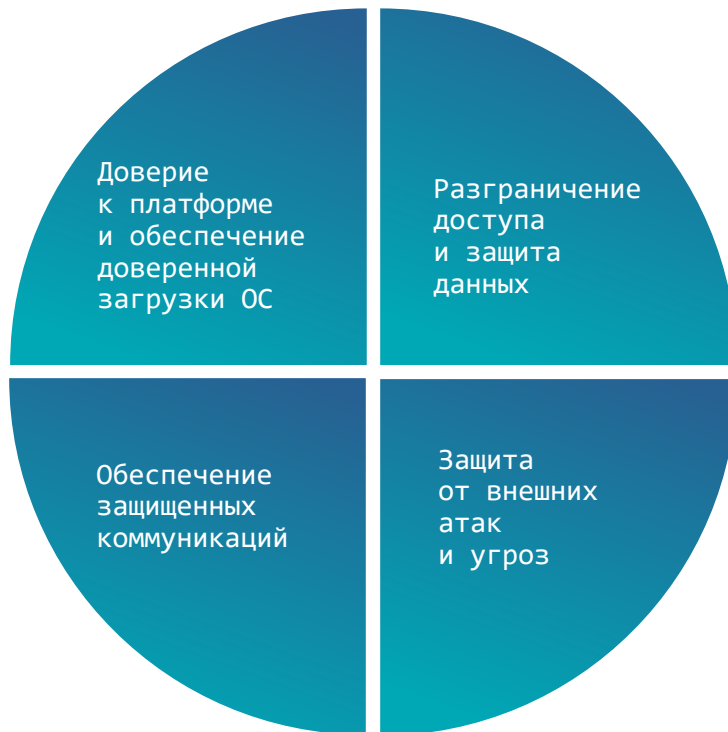 Доверие
к платформе
и обеспечение
доверенной
загрузки ОС
Разграничение
доступа
и защита
данных
Обеспечение
защищенных
коммуникаций
Защита
от внешних
атак
и угроз